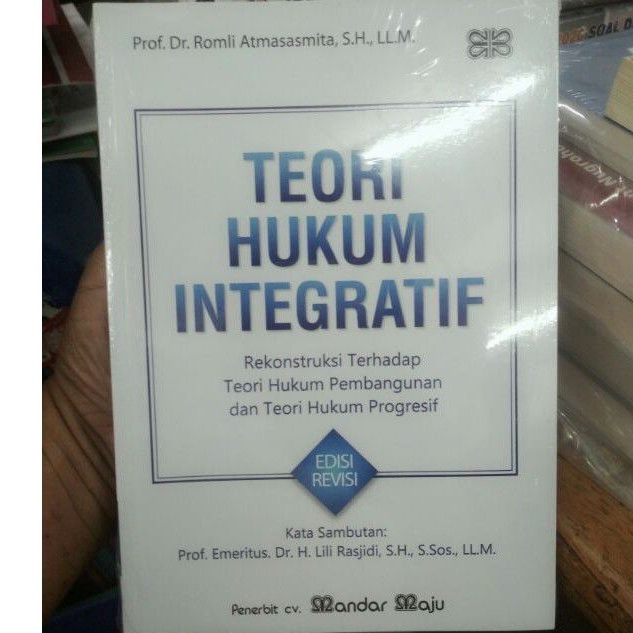 Prof. Dr. Romli Atmasasmita, S.H., LL.M.
TEORI
HUKUM
INTEGRATIF
Rekonstruksi Terhadap
Teori Hukum Pembangunan
dan Teori Hukum Progresif
EDISI
REVISI
Kata Sambutan:
Prof. Emeritus. Dr. H. Lili Rasjidi, S.H., S.Sos., LL.M.
Penerbit cv. Mandar Maju
SOAL